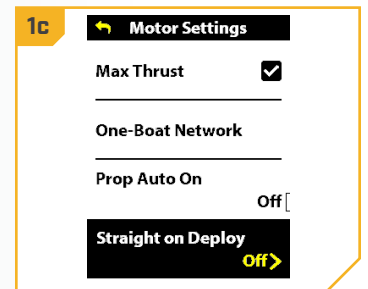 1c
Motor Settings
Max Thrust
One-Boat Network
Prop Auto On
Off
Straight on Deploy
Off